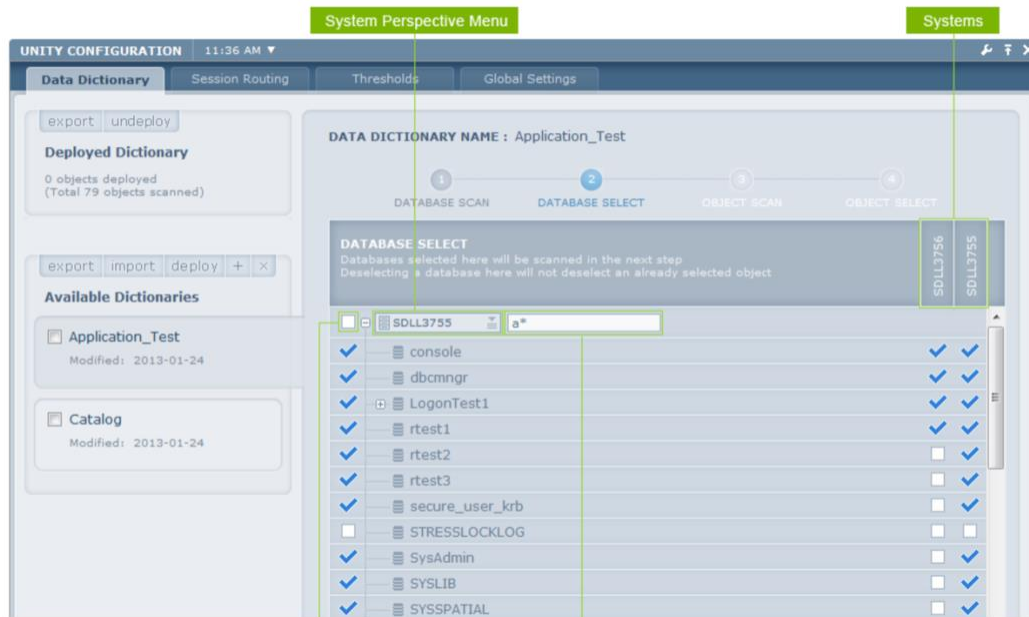 System Perspective Menu
Systems
UNITY CONFIGURATION 11:36 AM ▼
Data Dictionary Session Routing Thresholds Global Settings
export undeploy
Deployed Dictionary
0 objects deployed
(Total 79 objects scanned)
export import deploy + ×
Available Dictionaries
Application_Test
Modified: 2013-01-24
Catalog
Modified: 2013-01-24
DATA DICTIONARY NAME : Application_Test
1 2 3 4
DATABASE SCAN DATABASE SELECT OBJECT SCAN OBJECT SELECT
DATABASE SELECT
Databases selected here will be scanned in the next step
Deselecting a database here will not deselect an already selected object
SDLL3756
SDLL3755
SDLL3755 a*
console
dbcmngr
LogonTest1
rtest1
rtest2
rtest3
secure_user_krb
STRESSLOCKLOG
SysAdmin
SYSLIB
SYSSPATIAL